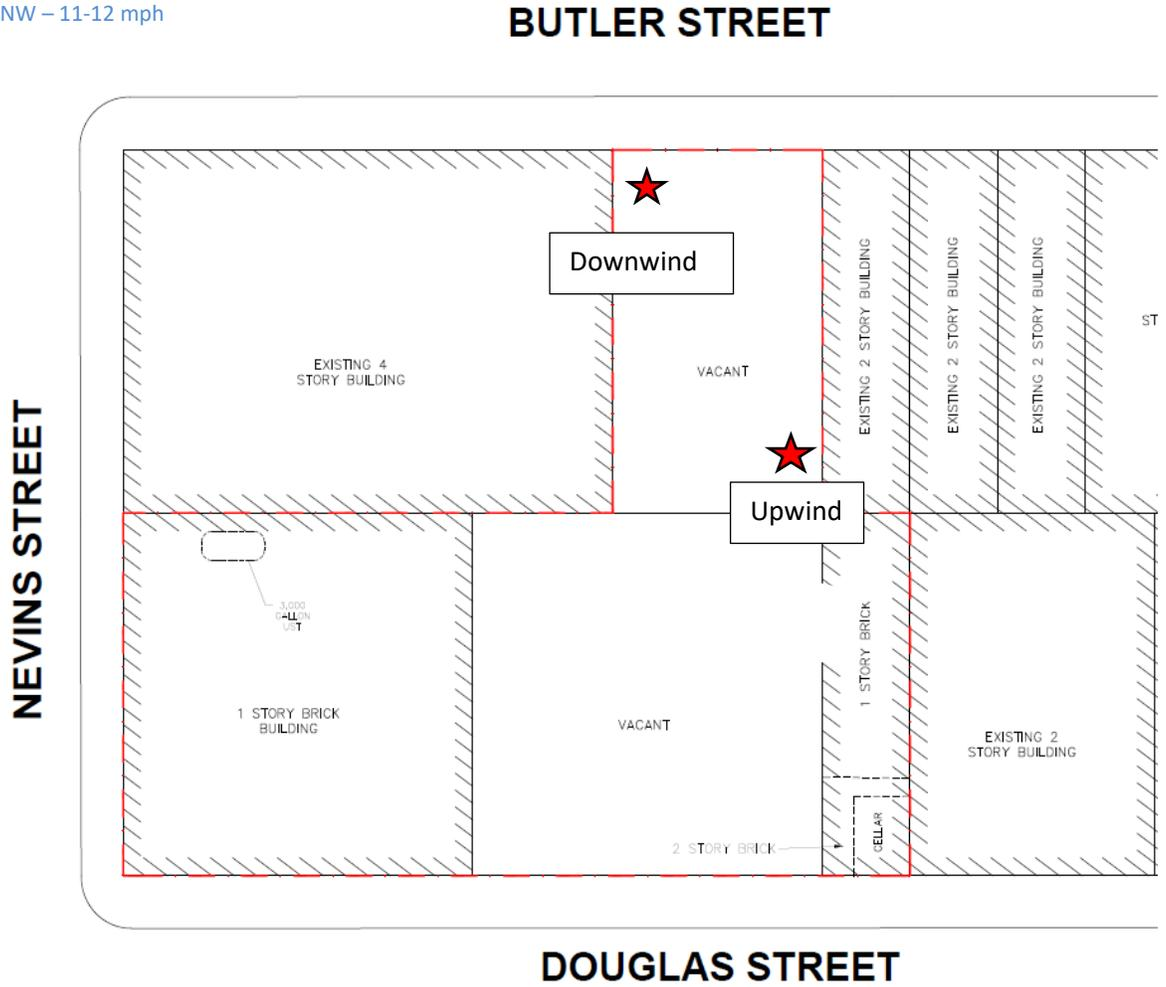 NW – 11-12 mph
BUTLER STREET
Downwind
EXISTING 4
STORY BUILDING
VACANT
EXISTING 2 STORY BUILDING
EXISTING 2 STORY BUILDING
EXISTING 2 STORY BUILDING
ST
NEVINS STREET
Upwind
3,000
GALLON
UST
1 STORY BRICK
BUILDING
VACANT
1 STORY BRICK
EXISTING 2
STORY BUILDING
2 STORY BRICK
CELLAR
DOUGLAS STREET